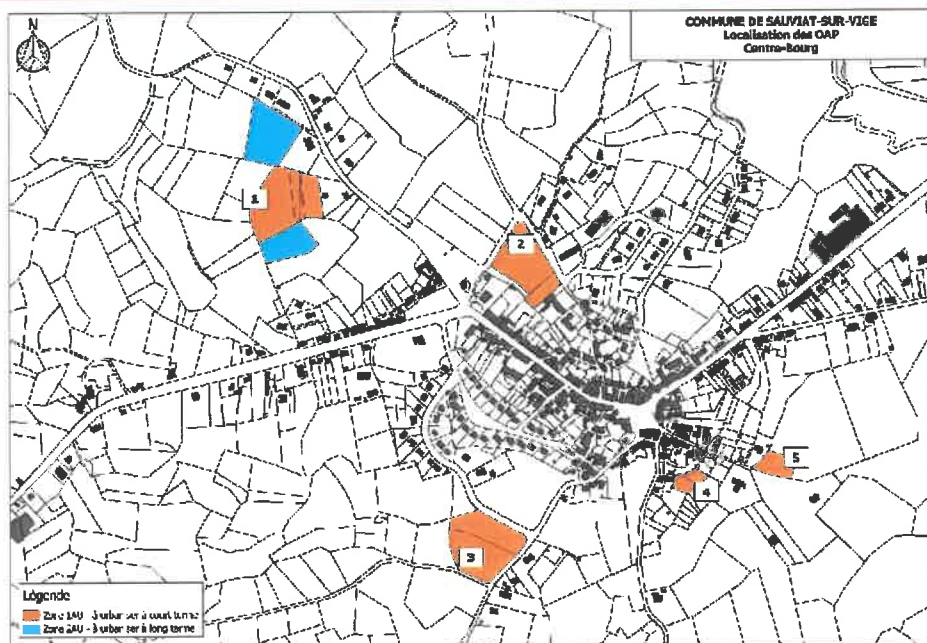 N
COMMUNE DE SAUVIAT-SUR-VIGE
Localisation des OAP
Centre-Bourg
1
2
3
4
5
Légende
Zone 1AU - à urbaniser à court terme
Zone 2AU - à urbaniser à long terme